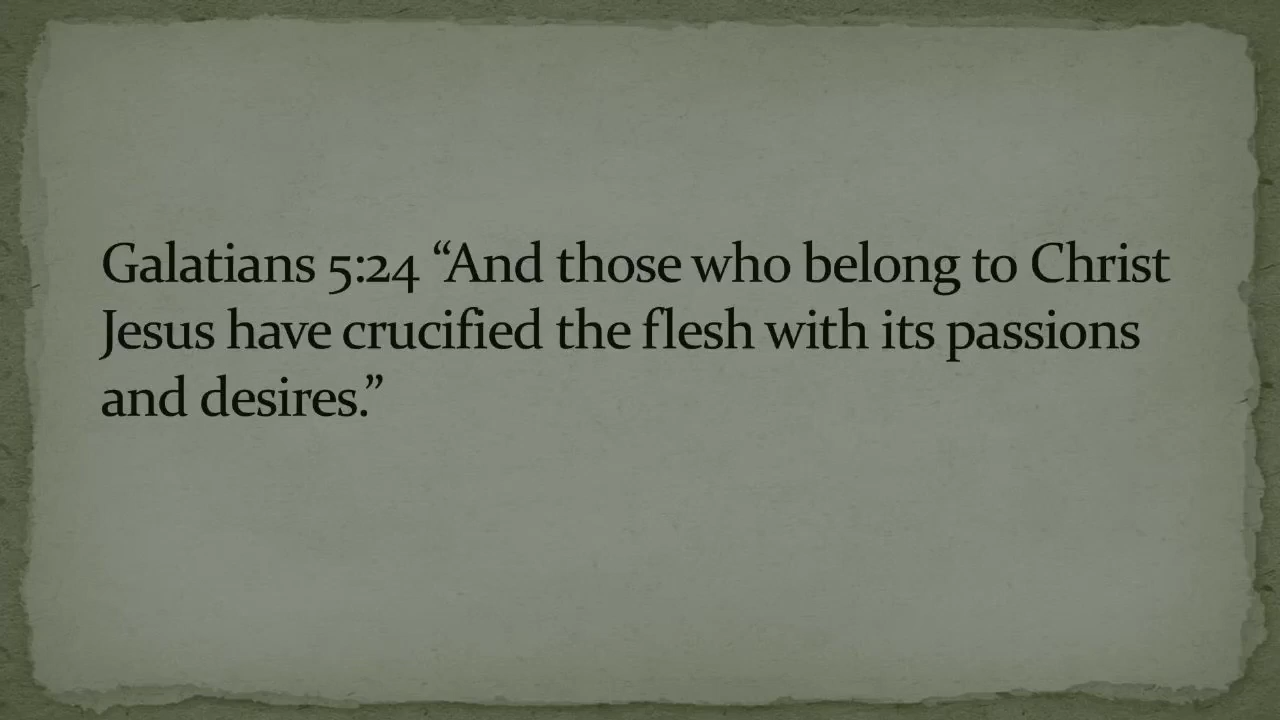 Galatians 5:24 “And those who belong to Christ
Jesus have crucified the flesh with its passions
and desires.”